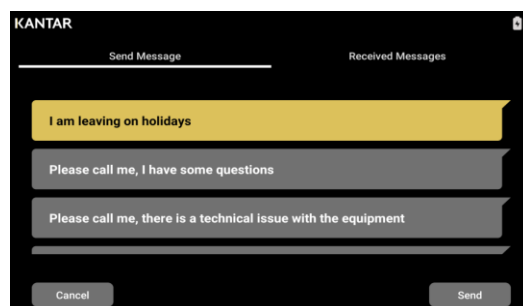 KANTAR
Send Message Received Messages
I am leaving on holidays
Please call me, I have some questions
Please call me, there is a technical issue with the equipment
Cancel Send